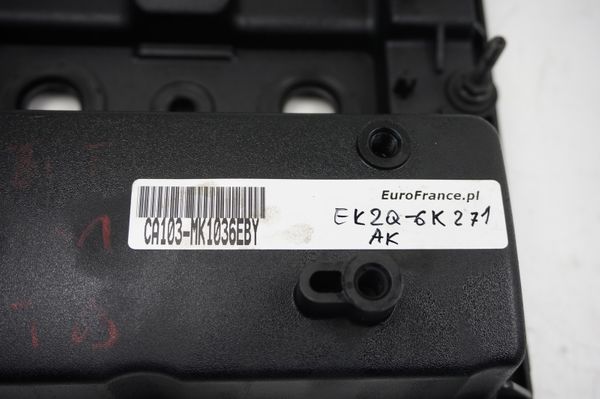 EuroFrance.pl
CA103-MK1036EBY
EK2Q-6K271
AK